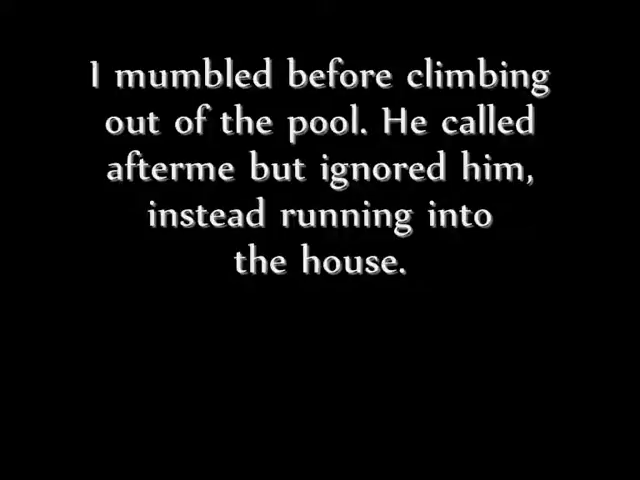 I mumbled before climbing
out of the pool. He called
afterme but ignored him,
instead running into
the house.